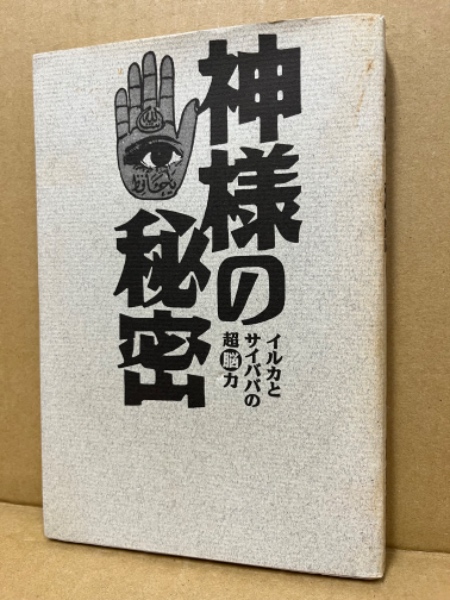 神様の
秘密
イルカと
サイババの
超脳力